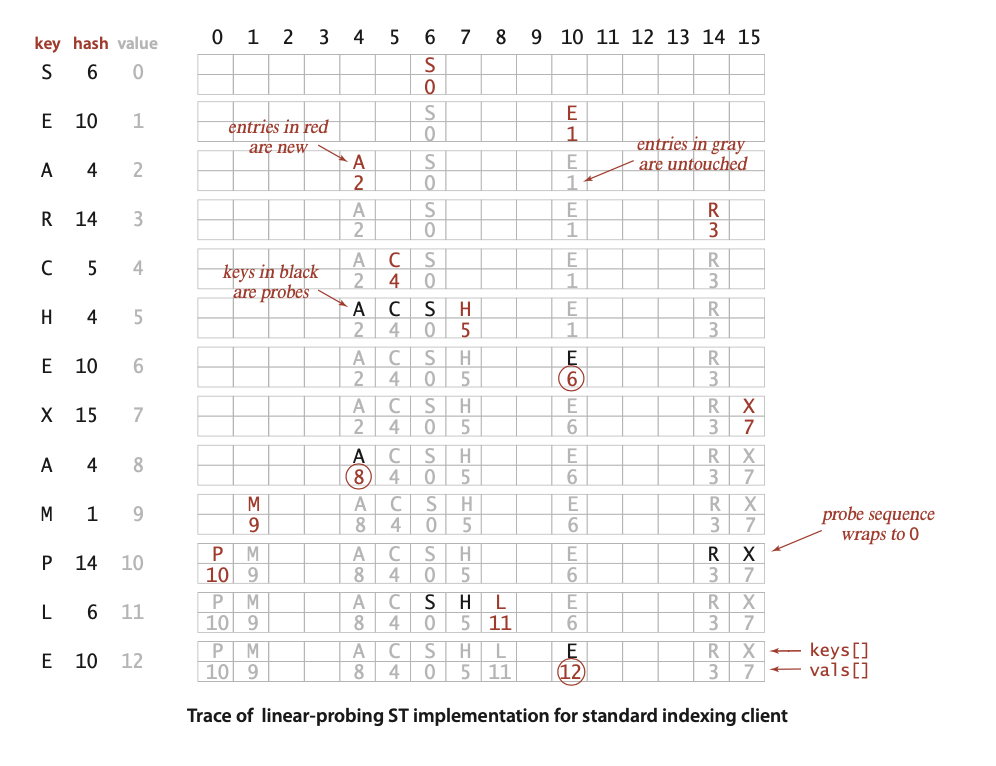 key hash value 0 1 2 3 4 5 6 7 8 9 10 11 12 13 14 15
S 6 0 S
0
E 10 1 S E
0 1
entries in red
are new
entries in gray
are untouched
A 4 2 A S E
2 0 1
R 14 3 A S E R
2 0 1 3
C 5 4 A C S E R
2 4 0 1 3
keys in black
are probes
H 4 5 A C S H E R
2 4 0 5 1 3
E 10 6 A C S H E R
2 4 0 5 6 3
X 15 7 A C S H E R X
2 4 0 5 6 3 7
A 4 8 A C S H E R X
8 4 0 5 6 3 7
M 1 9 M A C S H E R X
9 8 4 0 5 6 3 7
probe sequence
wraps to 0
P 14 10 P M A C S H E R X
10 9 8 4 0 5 6 3 7
L 6 11 P M A C S H L E R X
10 9 8 4 0 5 11 6 3 7
E 10 12 P M A C S H L E R X keys[]
10 9 8 4 0 5 11 12 3 7 vals[]
Trace of linear-probing ST implementation for standard indexing client